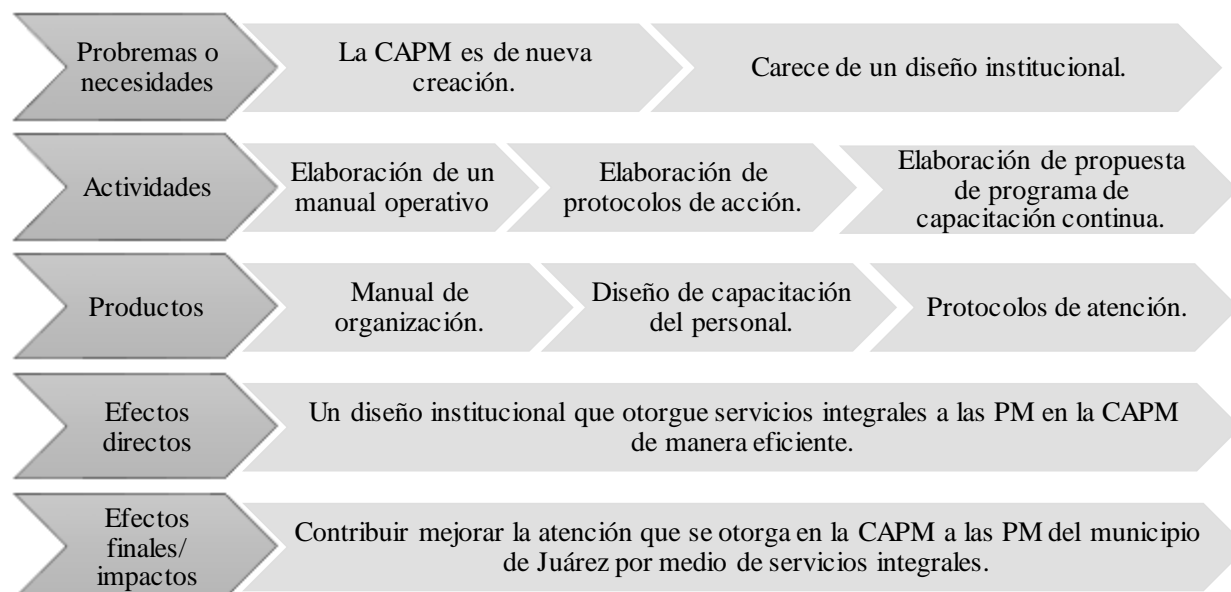 Probremas o
necesidades
La CAPM es de nueva
creación.
Carece de un diseño institucional.
Actividades
Elaboración de un
manual operativo
Elaboración de
protocolos de acción.
Elaboración de propuesta
de programa de
capacitación continua.
Productos
Manual de
organización.
Diseño de capacitación
del personal.
Protocolos de atención.
Efectos
directos
Un diseño institucional que otorgue servicios integrales a las PM en la CAPM
de manera eficiente.
Efectos
finales/
impactos
Contribuir mejorar la atención que se otorga en la CAPM a las PM del municipio
de Juárez por medio de servicios integrales.